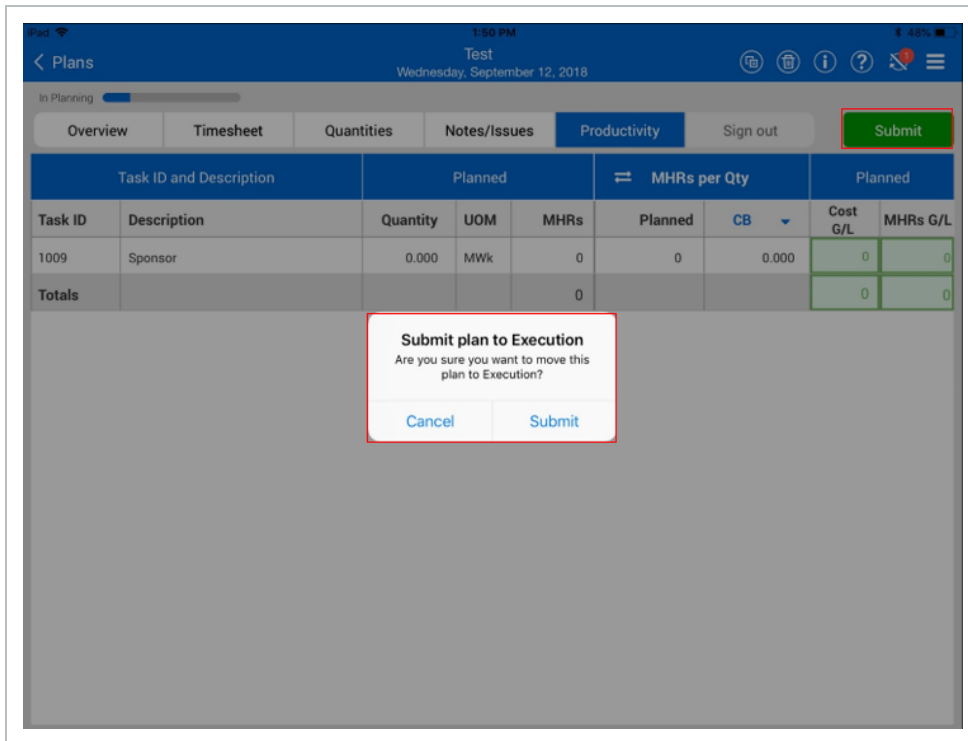 iPad 1:50 PM 48%
Plans Test
Wednesday, September 12, 2018
1
In Planning
Overview Timesheet Quantities Notes/Issues Productivity Sign out Submit
Task ID and Description Planned MHRs per Qty Planned
Task ID Description Quantity UOM MHRs Planned CB Cost G/L MHRs G/L
1009 Sponsor 0.000 MWk 0 0 0.000 0 0
Totals 0 0 0
Submit plan to Execution
Are you sure you want to move this
plan to Execution?
Cancel Submit